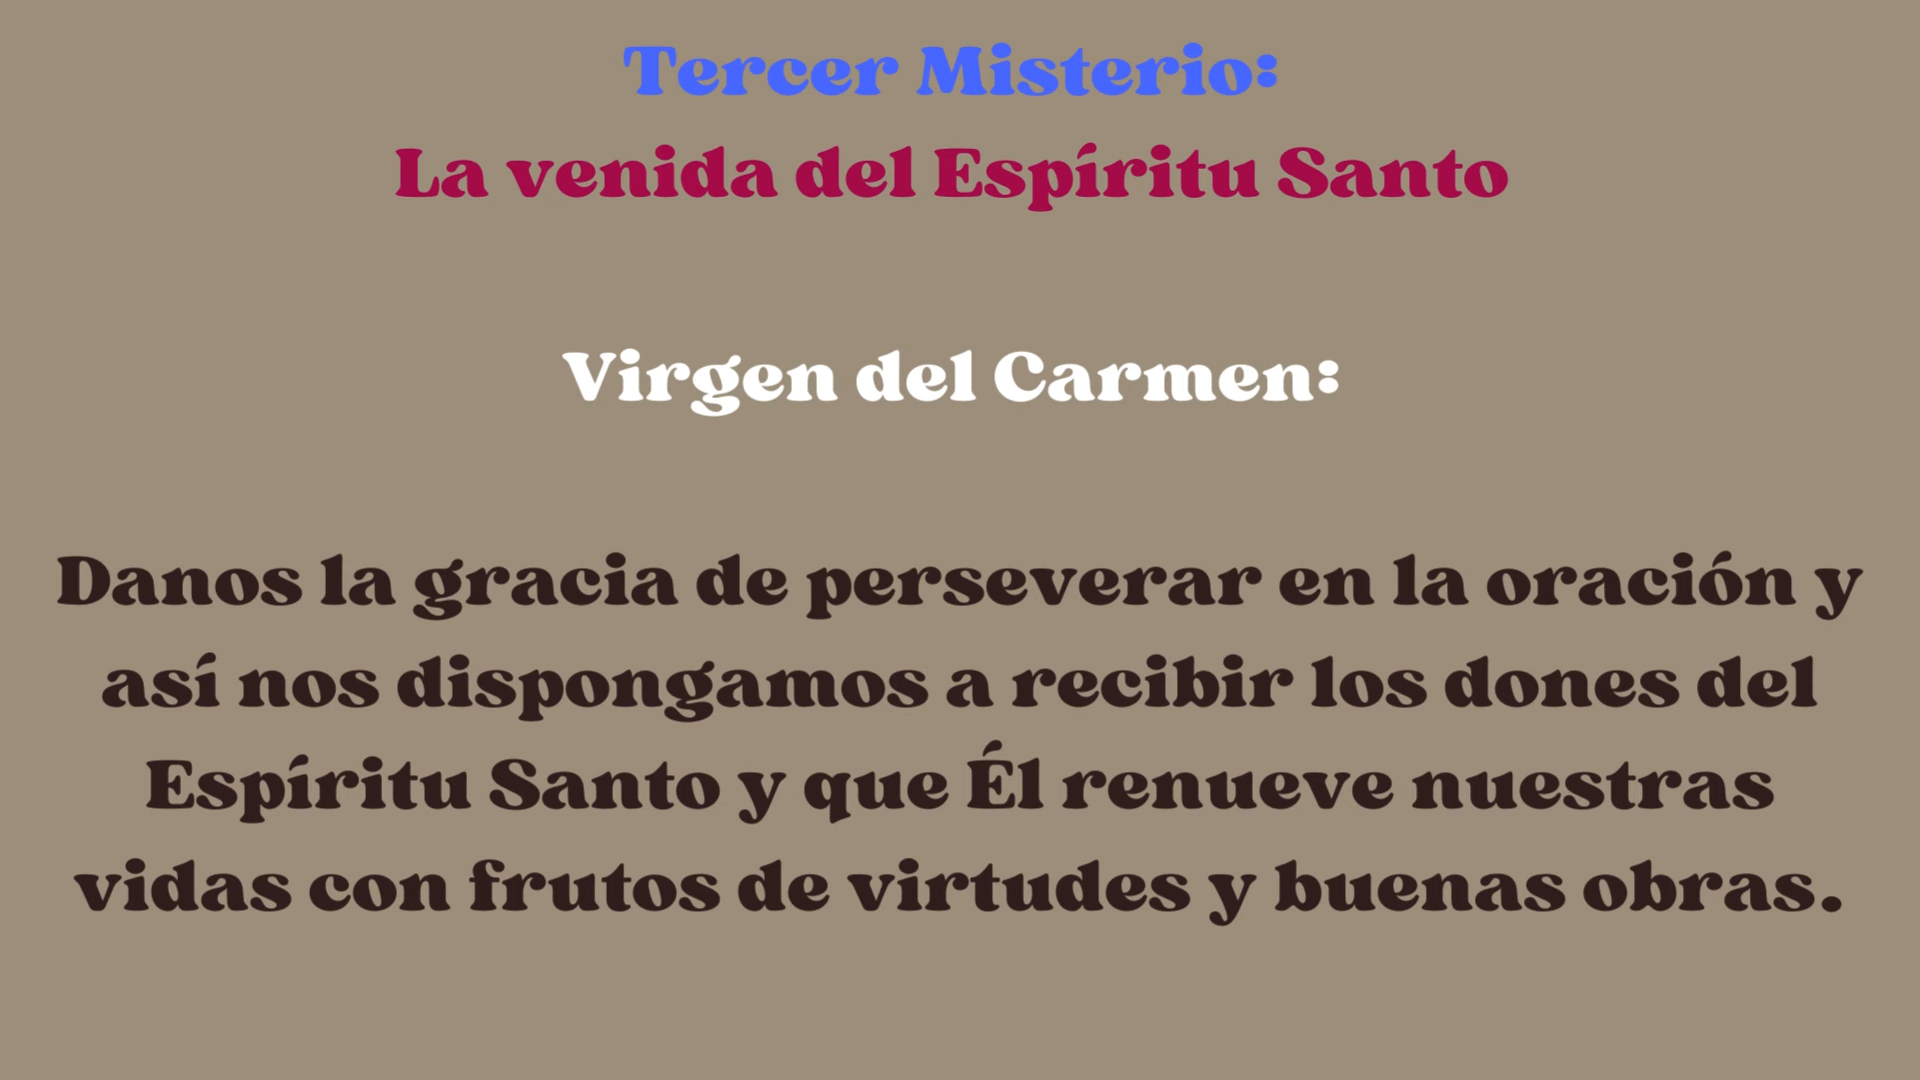 Tercer Misterio:
La venida del Espíritu Santo
Virgen del Carmen:
Danos la gracia de perseverar en la oración y
así nos dispongamos a recibir los dones del
Espíritu Santo y que Él renueve nuestras
vidas con frutos de virtudes y buenas obras.